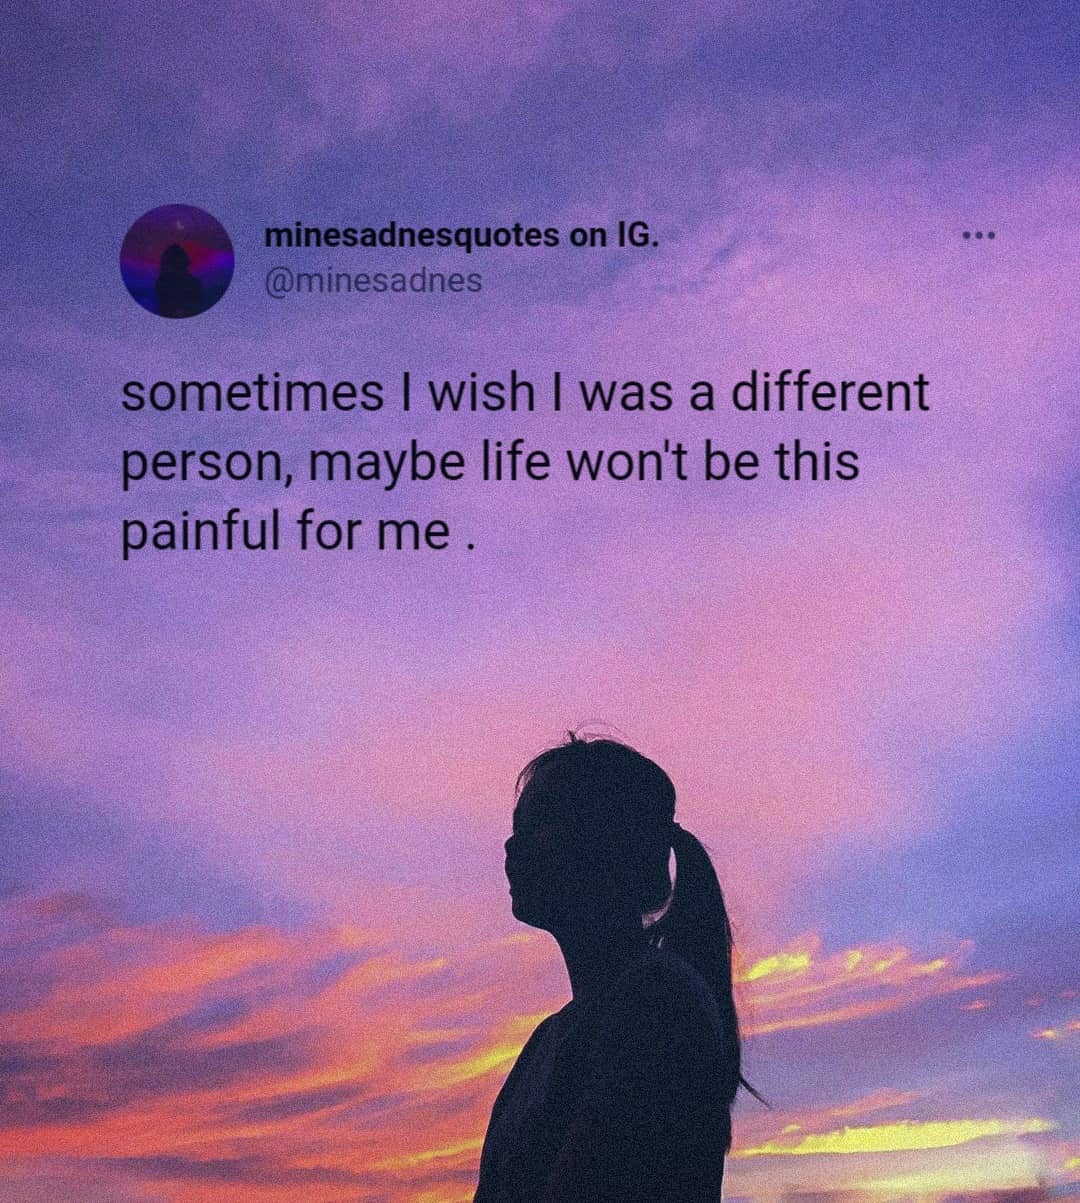 minesadnesquotes on IG.
@minesadnes
sometimes I wish I was a different
person, maybe life won't be this
painful for me .